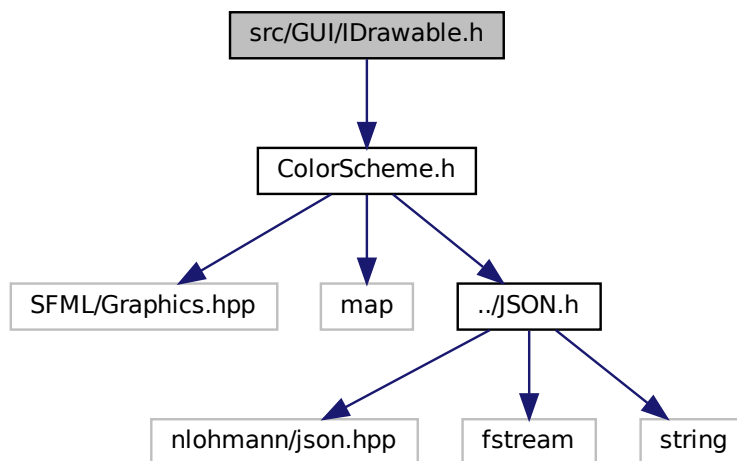 src/GUI/IDrawable.h
ColorScheme.h
SFML/Graphics.hpp
map
../JSON.h
nlohmann/json.hpp
fstream
string